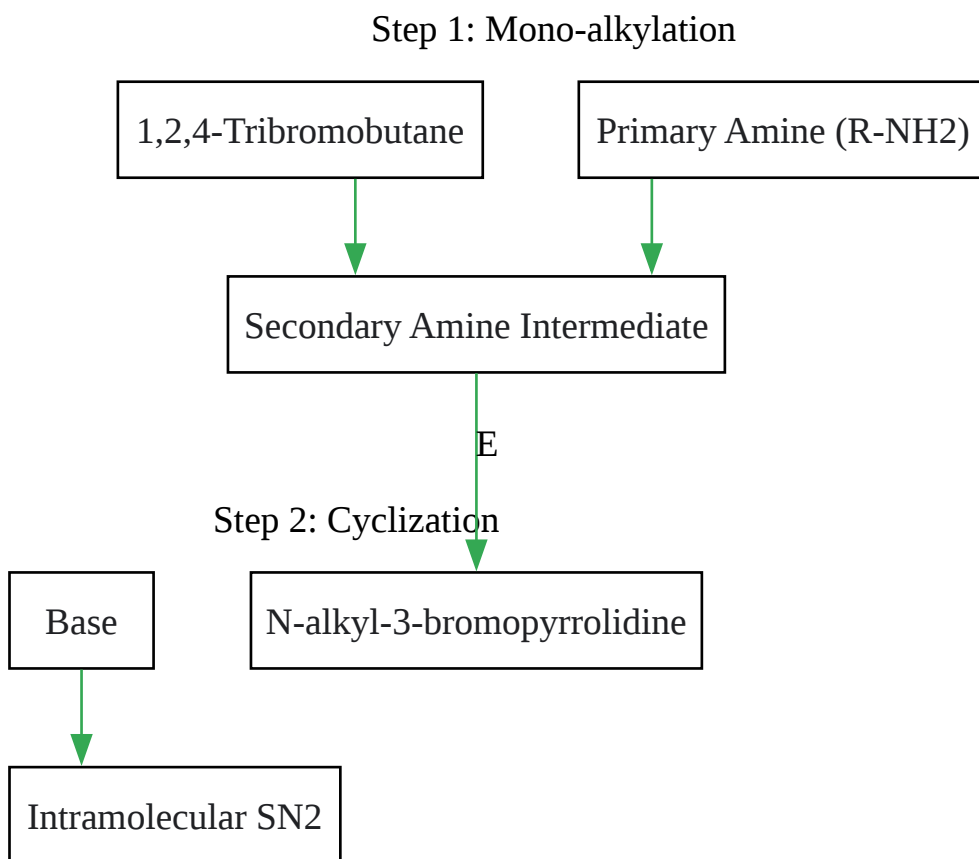 Step 1: Mono-alkylation
1,2,4-Tribromobutane
Primary Amine (R-NH2)
Secondary Amine Intermediate
E
Step 2: Cyclization
Base
N-alkyl-3-bromopyrrolidine
Intramolecular SN2